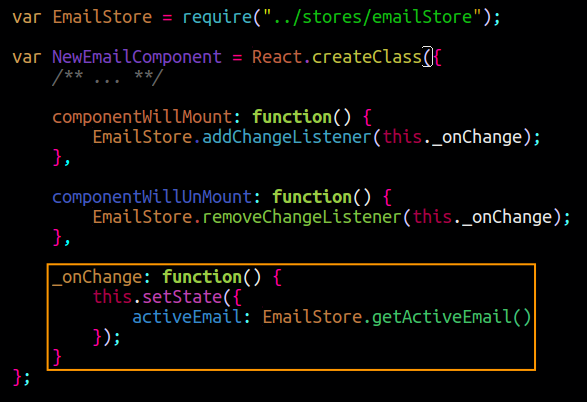 var EmailStore = require("../stores/emailStore");
var NewEmailComponent = React.createClass({
/** ... **/
componentWillMount: function() {
EmailStore.addChangeListener(this._onChange);
},
componentWillUnMount: function() {
EmailStore.removeChangeListener(this._onChange);
},
_onChange: function() {
this.setState({
activeEmail: EmailStore.getActiveEmail()
});
}
};